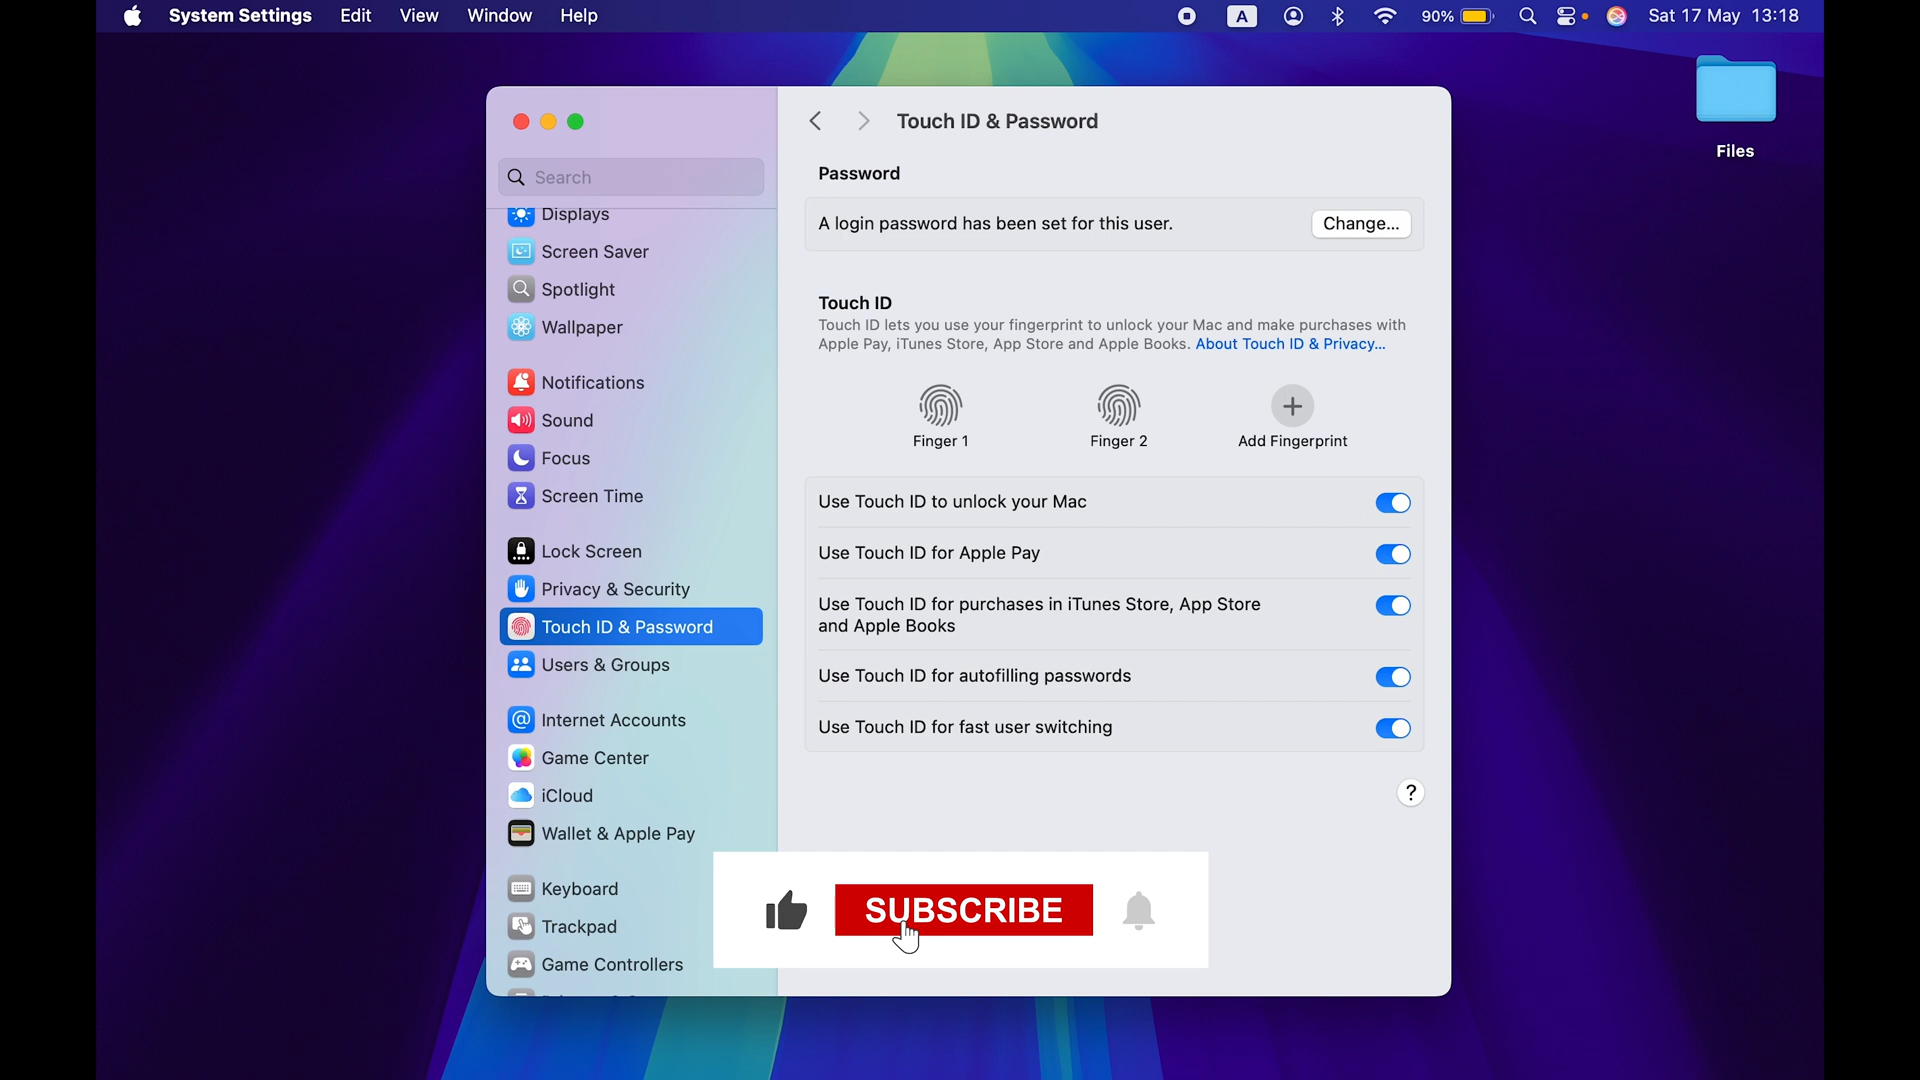 System Settings Edit View Window Help
A 90% Sat 17 May 13:18
Files
Search
Displays
Screen Saver
Spotlight
Wallpaper
Notifications
Sound
Focus
Screen Time
Lock Screen
Privacy & Security
Touch ID & Password
Users & Groups
Internet Accounts
Game Center
iCloud
Wallet & Apple Pay
Keyboard
Trackpad
Game Controllers
Touch ID & Password
Password
A login password has been set for this user. Change...
Touch ID
Touch ID lets you use your fingerprint to unlock your Mac and make purchases with
Apple Pay, iTunes Store, App Store and Apple Books. About Touch ID & Privacy...
Finger 1 Finger 2 Add Fingerprint
Use Touch ID to unlock your Mac
Use Touch ID for Apple Pay
Use Touch ID for purchases in iTunes Store, App Store
and Apple Books
Use Touch ID for autofilling passwords
Use Touch ID for fast user switching
?
SUBSCRIBE